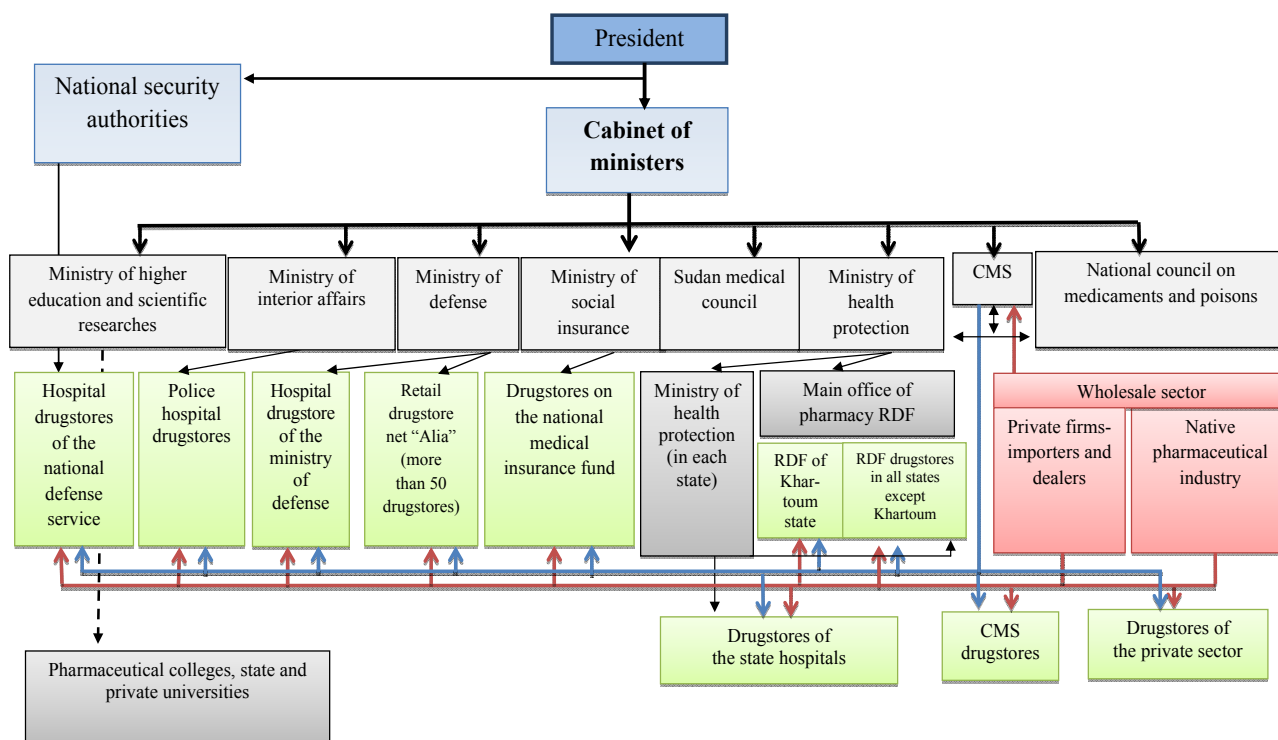 President
National security
authorities
Cabinet of
ministers
Ministry of higher
education and scientific
researches
Ministry of
interior affairs
Ministry of
defense
Ministry of
social
insurance
Sudan medical
council
Ministry of
health
protection
CMS
National council on
medicaments and poisons
Hospital
drugstores
of the
national
defense
service
Police
hospital
drugstores
Hospital
drugstore
of the
ministry
of
defense
Retail
drugstore
net “Alia”
(more
than 50
drugstores)
Drugstores on
the national
medical
insurance fund
Ministry of
health
protection
(in each
state)
Main office of
pharmacy RDF
RDF of
Khar-
toum
state
RDF drugstores
in all states
except
Khartoum
Wholesale sector
Private firms-
importers and
dealers
Native
pharmaceutical
industry
Drugstores of
the state hospitals
CMS
drugstores
Drugstores of
the private sector
Pharmaceutical colleges, state and
private universities